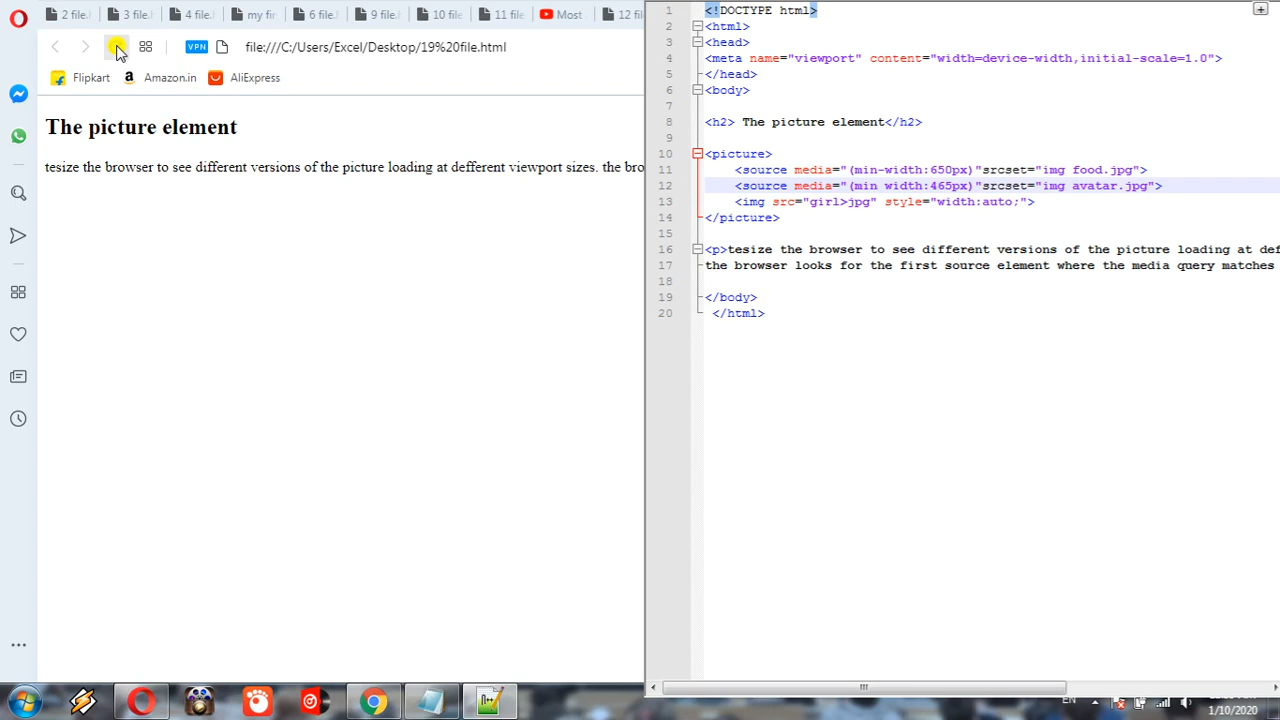 2 file.
3 file.
4 file.
my fi
6 file.
9 file.
10 file
11 file
Most
12 fi
VPN
file:///C:/Users/Excel/Desktop/19%20file.html
Flipkart
Amazon.in
AliExpress
The picture element
tesize the browser to see different versions of the picture loading at defferent viewport sizes. the bro
1 <!DOCTYPE html>
2 <html>
3 <head>
4 <meta name="viewport" content="width=device-width,initial-scale=1.0">
5 </head>
6 <body>
7
8 <h2> The picture element</h2>
9
10 <picture>
11 <source media="(min-width:650px)"srcset="img food.jpg">
12 <source media="(min width:465px)"srcset="img avatar.jpg">
13 <img src="girl>jpg" style="width:auto;">
14 </picture>
15
16 <p>tesize the browser to see different versions of the picture loading at def
17 the browser looks for the first source element where the media query matches
18
19 </body>
20 </html>
EN
1/10/2020